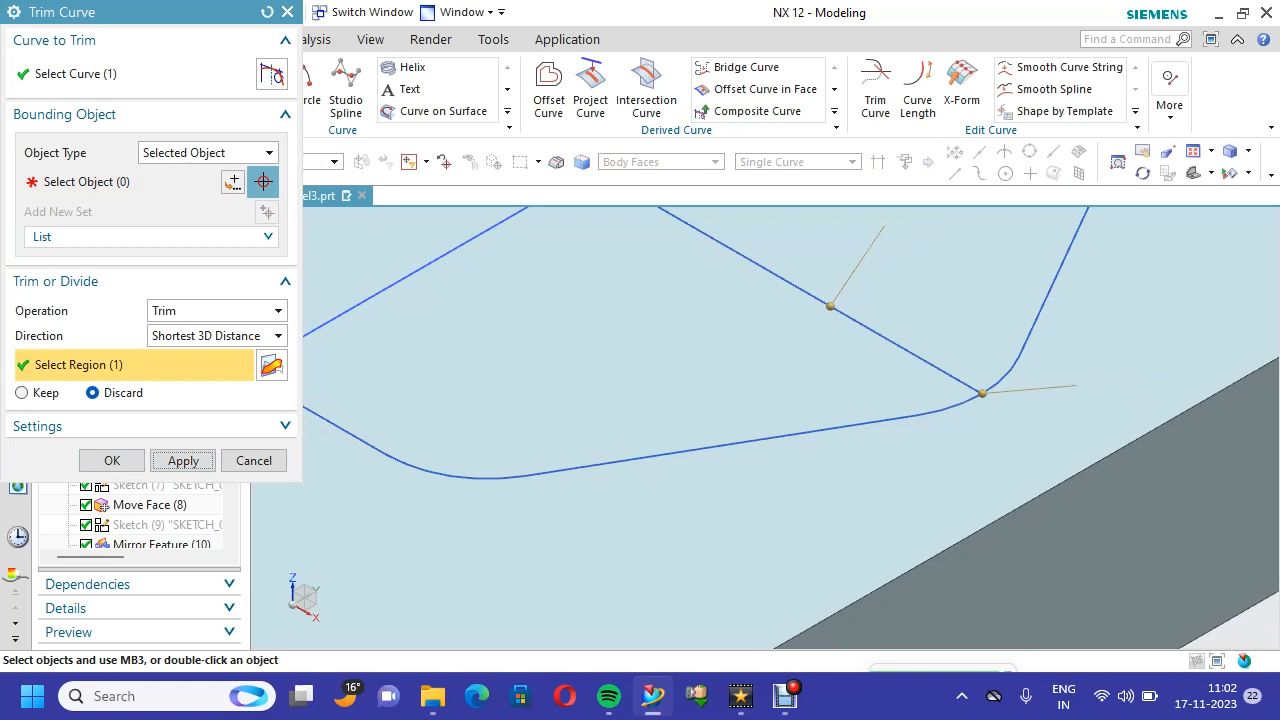 Trim Curve
Switch Window
Window
NX 12 - Modeling
SIEMENS
Curve to Trim
alysis
View
Render
Tools
Application
Find a Command
Select Curve (1)
rcle
Studio Spline
Helix
Text
Curve on Surface
Curve
Offset Curve
Project Curve
Intersection Curve
Bridge Curve
Offset Curve in Face
Composite Curve
Derived Curve
Trim Curve
Curve Length
X-Form
Smooth Curve String
Smooth Spline
Shape by Template
Edit Curve
More
Bounding Object
Object Type
Selected Object
Body Faces
Single Curve
Select Object (0)
el3.prt
Add New Set
List
Trim or Divide
Operation
Trim
Direction
Shortest 3D Distance
Select Region (1)
Keep
Discard
Settings
OK
Apply
Cancel
Sketch (7) "SKETCH_0
Move Face (8)
Sketch (9) "SKETCH_0
Mirror Feature (10)
Dependencies
Details
Preview
Z
Y
X
Select objects and use MB3, or double-click an object
Search
16°
ENG
IN
11:02
17-11-2023
22